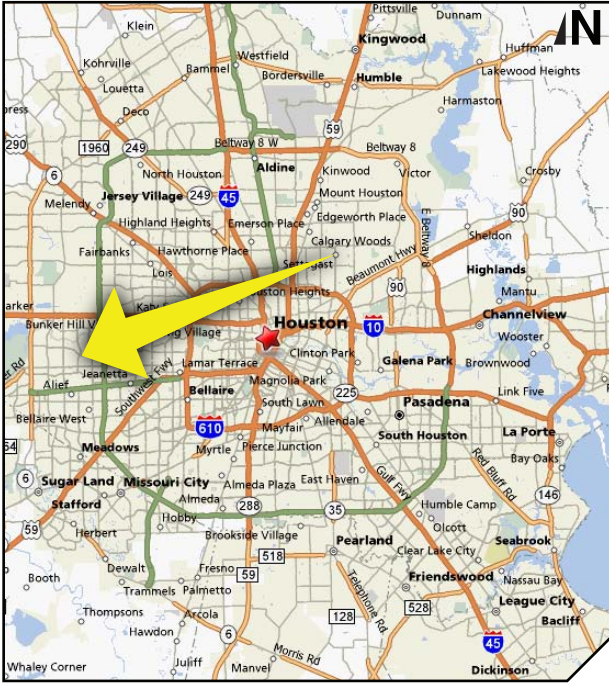 Pittsville
Dunnam
Klein
Kingwood
N
Westfield
Huffman
Kohrville
Bammel
Bordersville
Humble
Lakewood Heights
Louetta
Harmaston
Deco
59
290
1960
249
Beltway 8 W
Beltway 8
6
Aldine
Kinwood
Victor
Crosby
North Houston
Mount Houston
Jersey Village
249
45
Melendy
Edgeworth Place
90
Highland Heights
Emerson Place
E Beltway 8
Calgary Woods
Sheldon
Fairbanks
Hawthorne Place
Settegast
Beaumont Hwy
Lois
Highlands
90
Mantu
Houston Heights
Channelview
Bunker Hill
Village
Houston
10
Wooster
Clinton Park
Galena Park
Brownwood
Lamar Terrace
Jeanetta
Southwest Fwy
Magnolia Park
Alief
Bellaire
225
Link Five
South Lawn
Pasadena
Bellaire West
610
Mayfair
Allendale
La Porte
South Houston
Meadows
Myrtle
Pierce Junction
Bay Oaks
6
Red Bluff Rd
Sugar Land
Missouri City
Almeda Plaza
East Haven
Gulf Fwy
146
Stafford
Almeda
288
35
Humble Camp
59
Hobby
Olcott
Herbert
Brookside Village
Pearland
Seabrook
518
Clear Lake City
Booth
Dewalt
Fresno
59
Nassau Bay
Trammels
Palmetto
Friendswood
Telephone Rd
League City
Thompsons
Arcola
128
528
Bacliff
Hawdon
6
45
Morris Rd
Whaley Corner
Juliff
Manvel
Dickinson